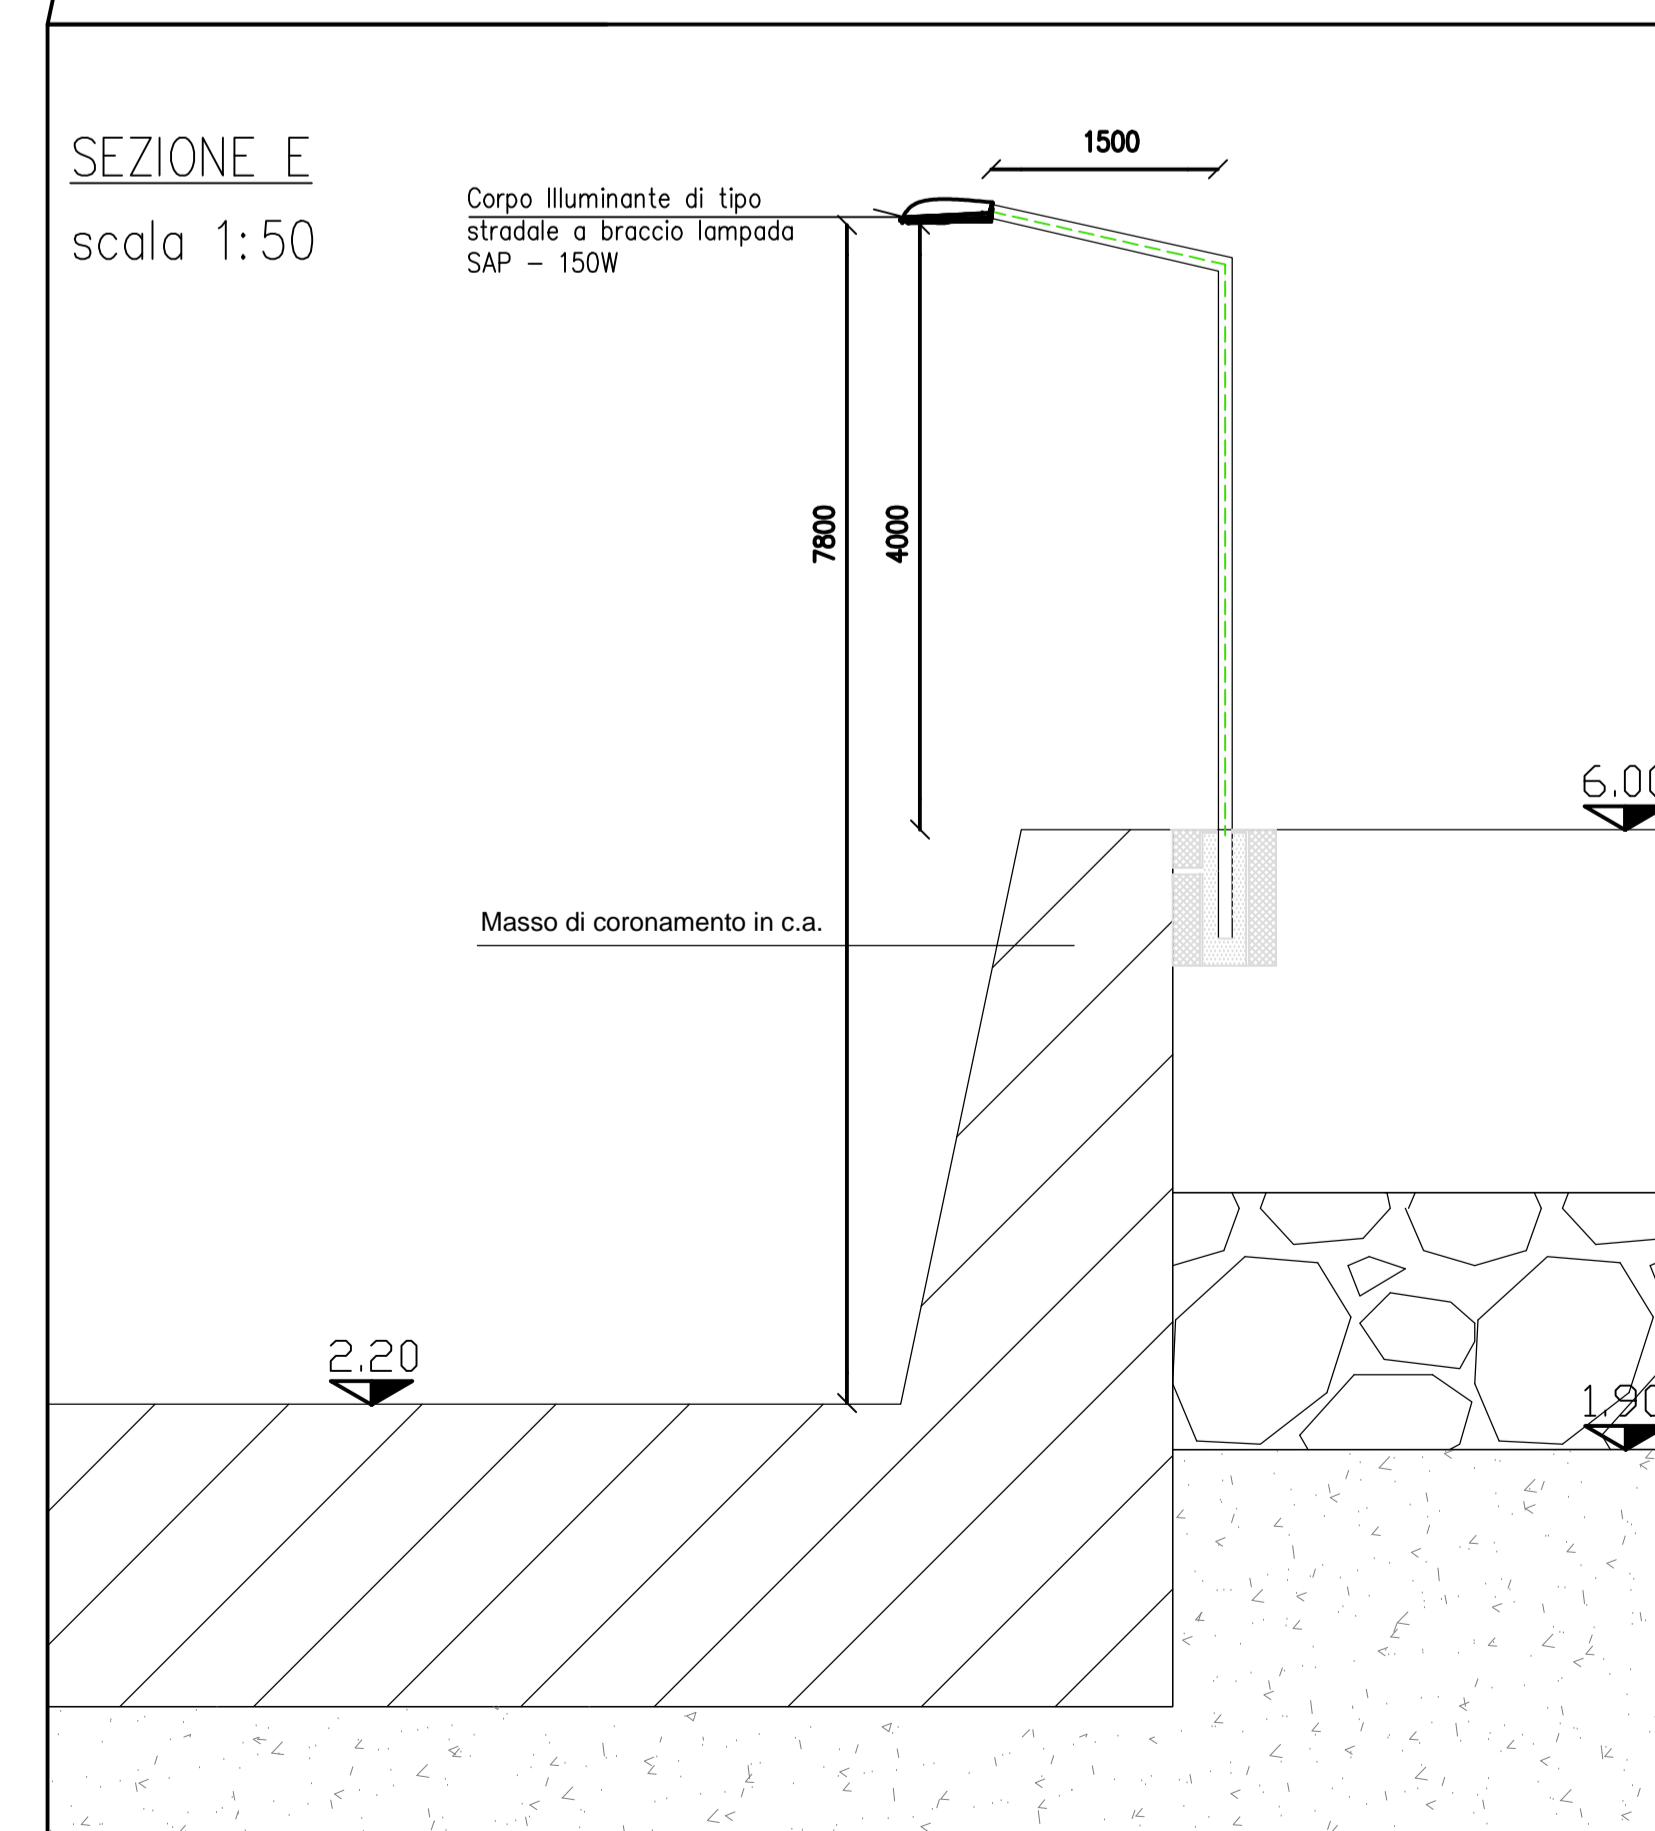 SEZIONE E
scala 1:50
Corpo Illuminante di tipo
stradale a braccio lampada
SAP - 150W
1500
7800
4000
6.00
Masso di coronamento in c.a.
2.20
1.90